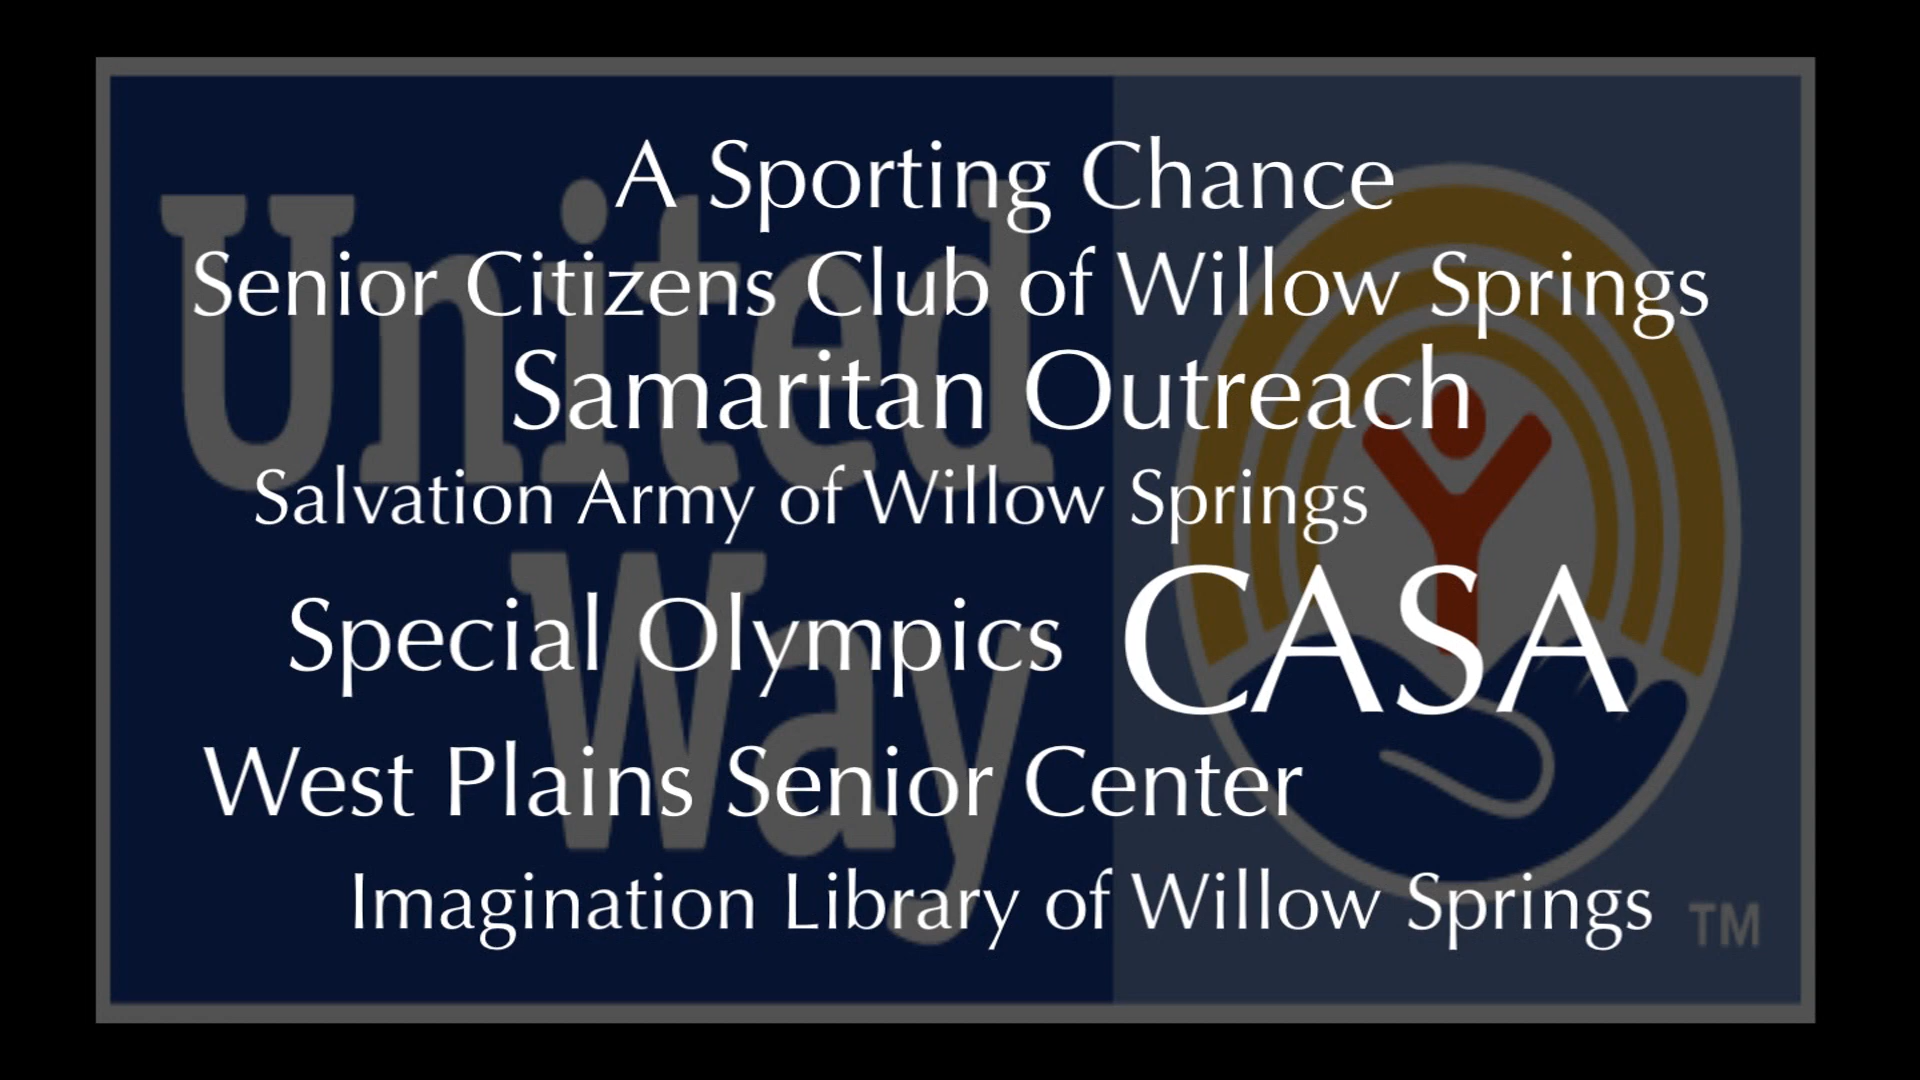 A Sporting Chance
Senior Citizens Club of Willow Springs
Samaritan Outreach
Salvation Army of Willow Springs
Special Olympics
CASA
West Plains Senior Center
Imagination Library of Willow Springs
United
Way
TM